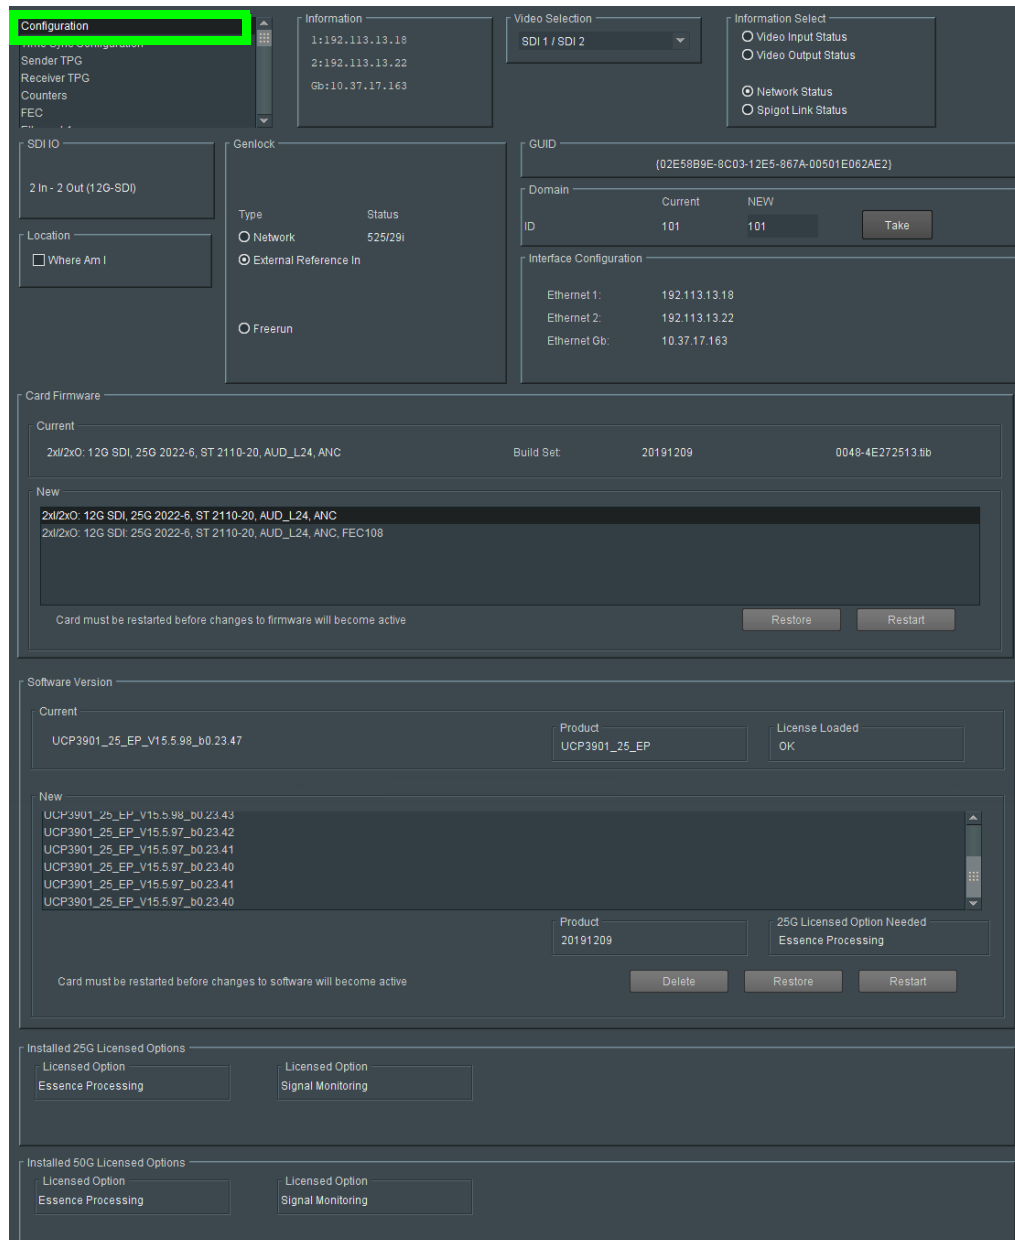 Configuration
Time Sync Configuration
Sender TPG
Receiver TPG
Counters
FEC
Information
1:192.113.13.18
2:192.113.13.22
Gb:10.37.17.163
Video Selection
SDI 1 / SDI 2
Information Select
Video Input Status
Video Output Status
Network Status
Spigot Link Status
SDI IO
2 In - 2 Out (12G-SDI)
Location
Where Am I
Genlock
Type Status
Network 525/29i
External Reference In
Freerun
GUID
{02E58B9E-8C03-12E5-867A-00501E062AE2}
Domain
Current NEW
ID 101 101 Take
Interface Configuration
Ethernet 1: 192.113.13.18
Ethernet 2: 192.113.13.22
Ethernet Gb: 10.37.17.163
Card Firmware
Current
2xI/2xO: 12G SDI, 25G 2022-6, ST 2110-20, AUD_L24, ANC Build Set: 20191209 0048-4E272513.tib
New
2xI/2xO: 12G SDI, 25G 2022-6, ST 2110-20, AUD_L24, ANC
2xI/2xO: 12G SDI: 25G 2022-6, ST 2110-20, AUD_L24, ANC, FEC108
Card must be restarted before changes to firmware will become active Restore Restart
Software Version
Current
UCP3901_25_EP_V15.5.98_b0.23.47
Product
UCP3901_25_EP
License Loaded
OK
New
UCP3901_25_EP_V15.5.98_b0.23.43
UCP3901_25_EP_V15.5.97_b0.23.42
UCP3901_25_EP_V15.5.97_b0.23.41
UCP3901_25_EP_V15.5.97_b0.23.40
UCP3901_25_EP_V15.5.97_b0.23.41
UCP3901_25_EP_V15.5.97_b0.23.40
Product
20191209
25G Licensed Option Needed
Essence Processing
Card must be restarted before changes to software will become active Delete Restore Restart
Installed 25G Licensed Options
Licensed Option
Essence Processing
Licensed Option
Signal Monitoring
Installed 50G Licensed Options
Licensed Option
Essence Processing
Licensed Option
Signal Monitoring